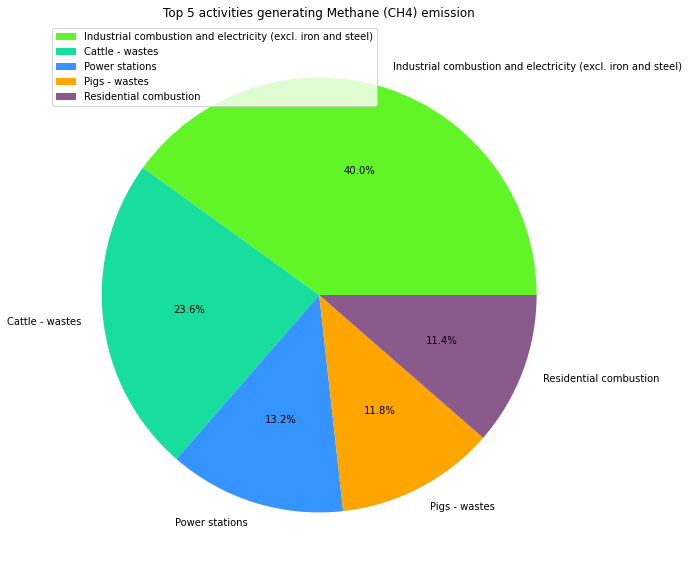 Top 5 activities generating Methane (CH4) emission
Industrial combustion and electricity (excl. iron and steel)
Cattle - wastes
Power stations
Pigs - wastes
Residential combustion
Industrial combustion and electricity (excl. iron and steel)
40.0%
23.6%
Cattle - wastes
11.4%
Residential combustion
11.8%
13.2%
Pigs - wastes
Power stations